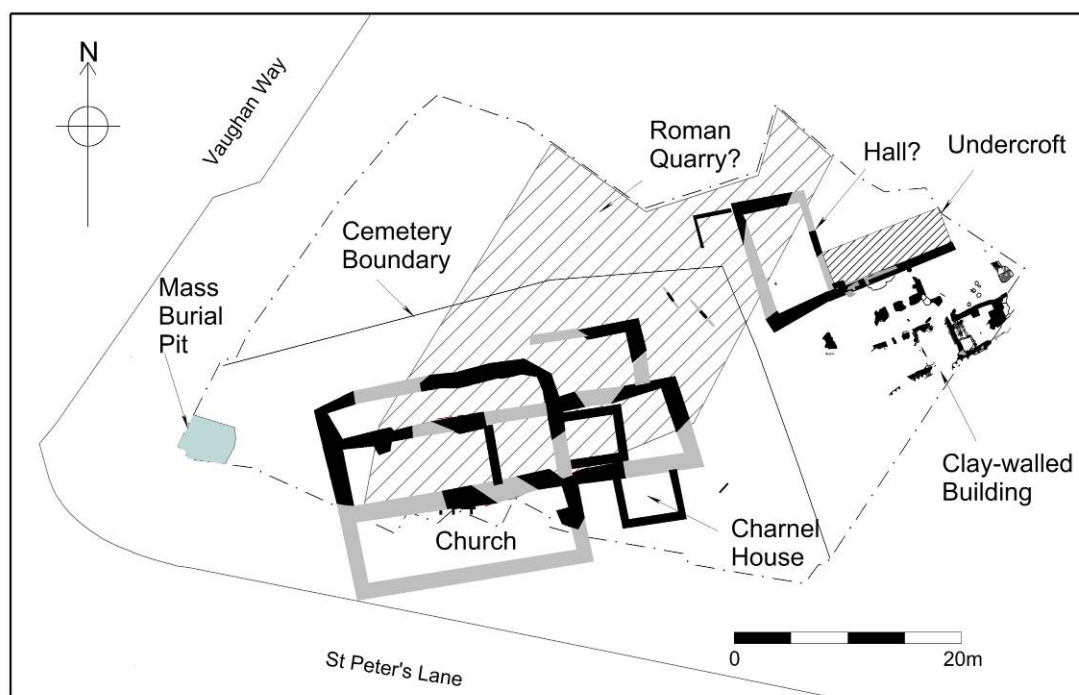 N
Vaughan Way
Roman
Quarry?
Hall?
Undercroft
Cemetery
Boundary
Mass
Burial
Pit
Clay-walled
Building
Church
Charnel
House
St Peter's Lane
0
20m